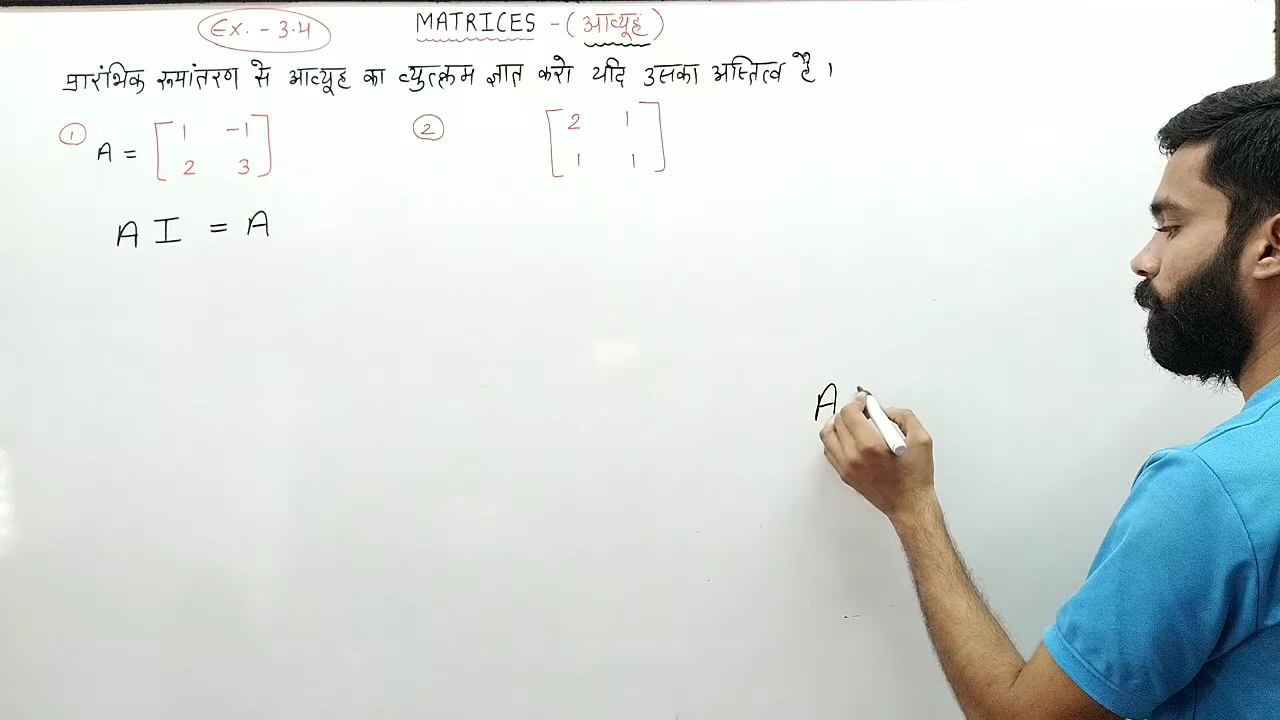 Ex. - 3.4 MATRICES - (आव्यूह)
प्रारंभिक रूपांतरण से आव्यूह का व्युत्क्रम ज्ञात करो यदि उसका अस्तित्व है।
① A = [1 -1
2 3]
② [2 1
1 1]
A I = A
A